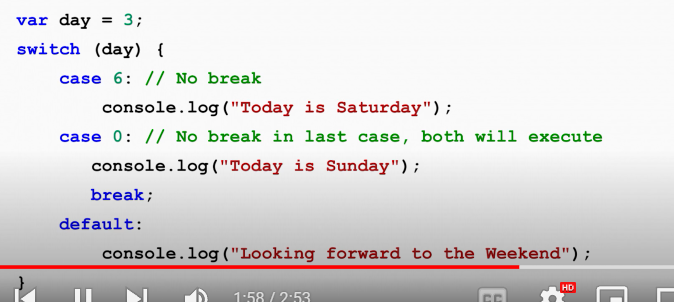 var day = 3;
switch (day) {
case 6: // No break
console.log("Today is Saturday");
case 0: // No break in last case, both will execute
console.log("Today is Sunday");
break;
default:
console.log("Looking forward to the Weekend");
}
1:58 / 2:53
CC
HD